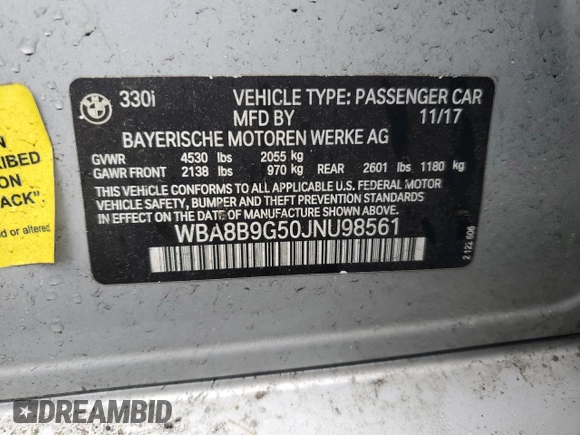 330i
VEHICLE TYPE: PASSENGER CAR
MFD BY 11/17
BAYERISCHE MOTOREN WERKE AG
GVWR 4530 lbs 2055 kg
GAWR FRONT 2138 lbs 970 kg REAR 2601 lbs 1180 kg
THIS VEHICLE CONFORMS TO ALL APPLICABLE U.S. FEDERAL MOTOR
VEHICLE SAFETY, BUMPER AND THEFT PREVENTION STANDARDS
IN EFFECT ON THE DATE OF MANUFACTURE SHOWN ABOVE.
WBA8B9G50JNU98561
2 122 606
N
RIBED
ON
ACK".
d or altered
DREAMBID